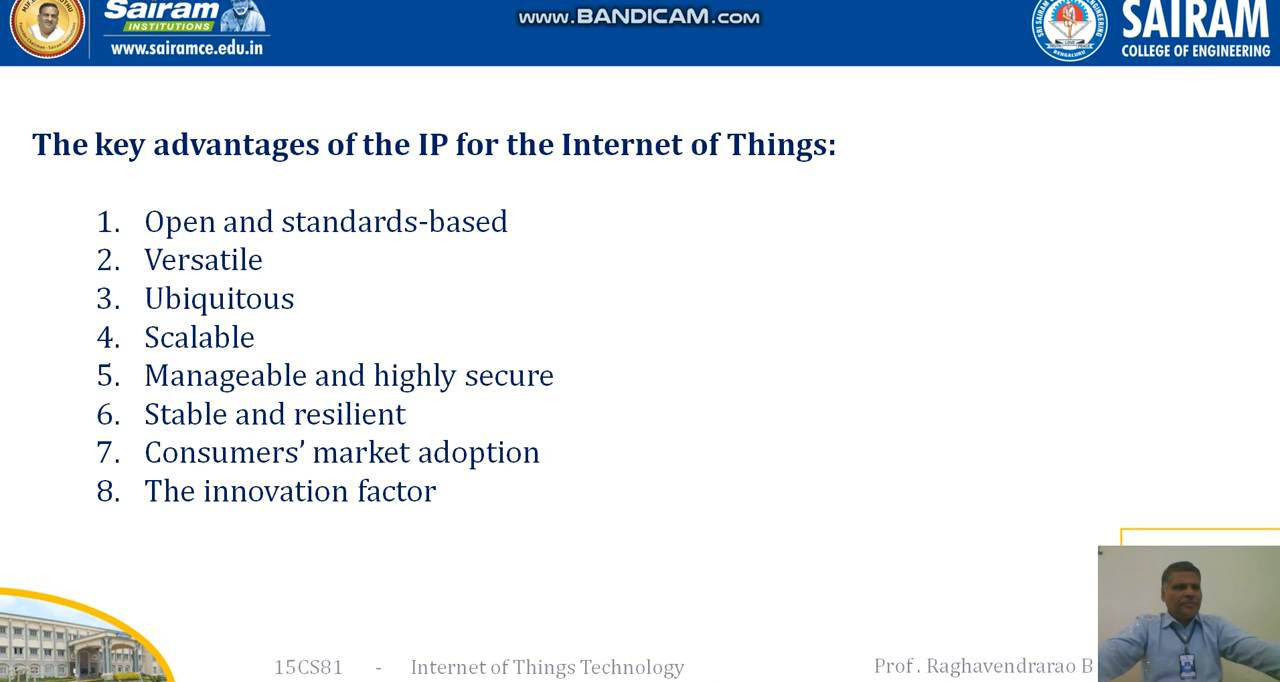 Sairam
INSTITUTIONS
www.sairamce.edu.in
www.BANDICAM.com
SAIRAM
COLLEGE OF ENGINEERING
The key advantages of the IP for the Internet of Things:
1. Open and standards-based
2. Versatile
3. Ubiquitous
4. Scalable
5. Manageable and highly secure
6. Stable and resilient
7. Consumers’ market adoption
8. The innovation factor
15CS81 - Internet of Things Technology
Prof. Raghavendrarao B